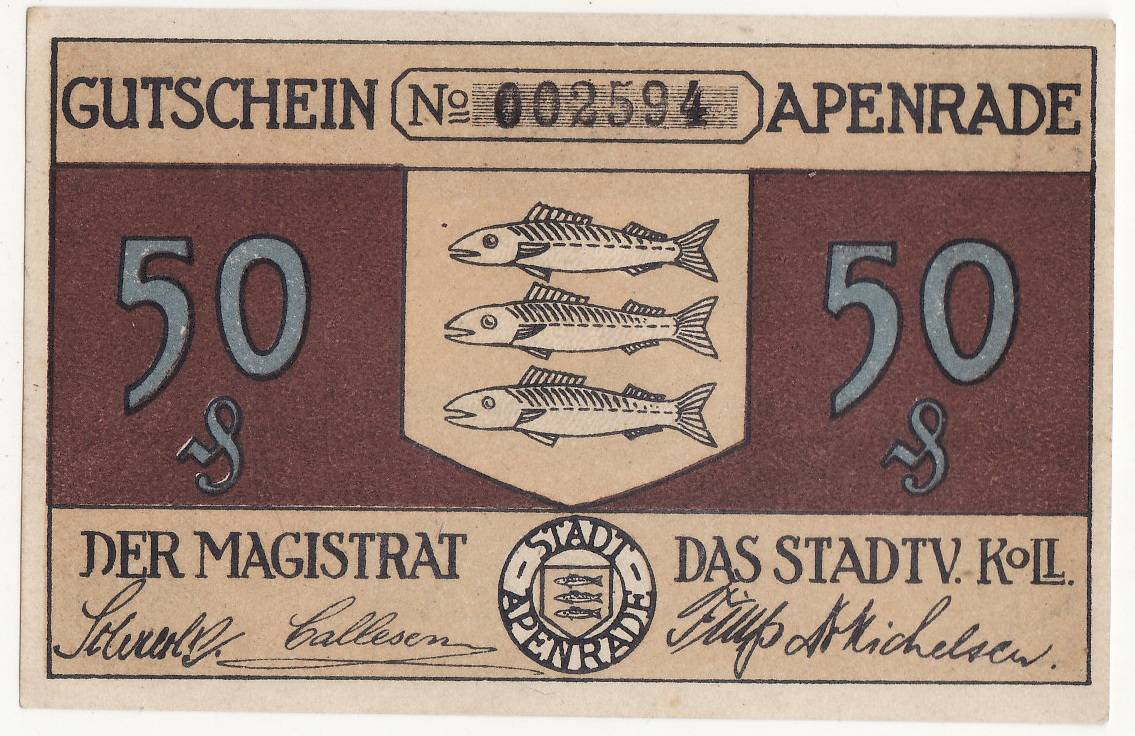 GUTSCHEIN No 002594 APENRADE
50 50
₰ ₰
DER MAGISTRAT
DAS STADTV. KoLL.
STADT-
APENRADE-
Callesen
Michelsen.